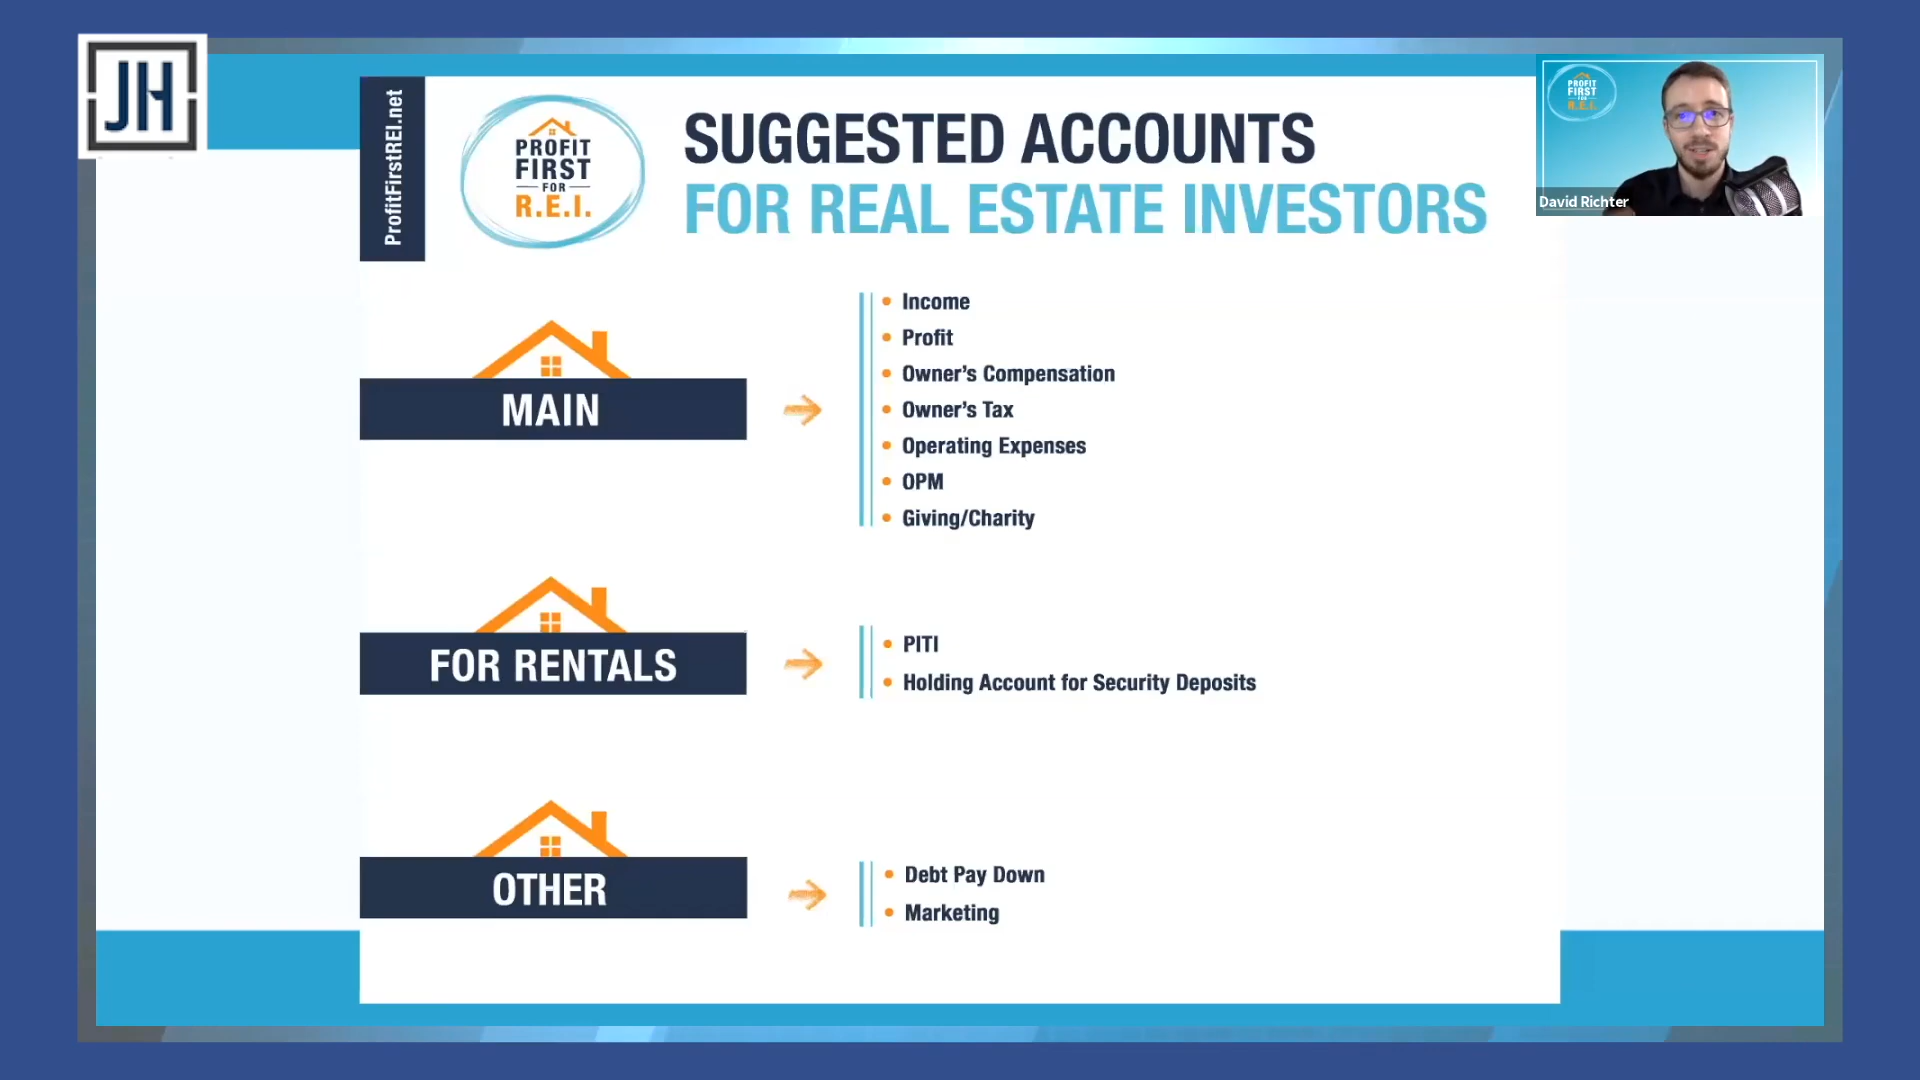 JH
ProfitFirstREI.net
PROFIT
FIRST
FOR
R.E.I.
SUGGESTED ACCOUNTS
FOR REAL ESTATE INVESTORS
PROFIT
FIRST
FOR
R.E.I.
David Richter
MAIN
• Income
• Profit
• Owner's Compensation
• Owner's Tax
• Operating Expenses
• OPM
• Giving/Charity
FOR RENTALS
• PITI
• Holding Account for Security Deposits
OTHER
• Debt Pay Down
• Marketing